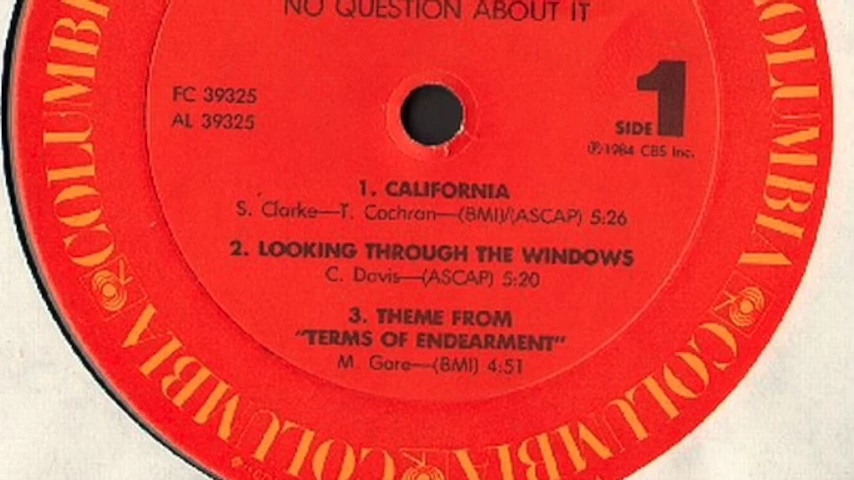 NO QUESTION ABOUT IT
FC 39325
AL 39325
SIDE 1
Ⓟ1984 CBS Inc.
1. CALIFORNIA
S. Clarke—T. Cochran—(BMI)/(ASCAP) 5:26
2. LOOKING THROUGH THE WINDOWS
C. Davis—(ASCAP) 5:20
3. THEME FROM
"TERMS OF ENDEARMENT"
M. Gore—(BMI) 4:51
COLUMBIA
COLUMBIA
COLUMBIA
COLUMBIA
COLUMBIA